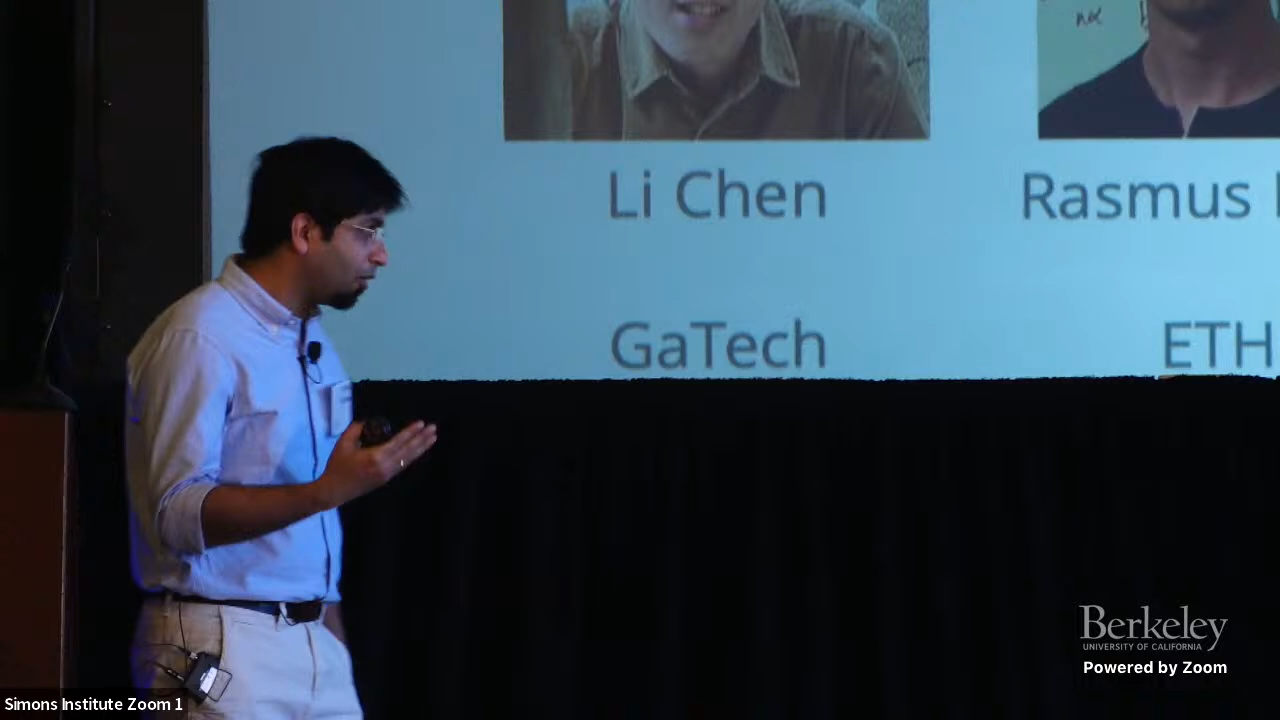 Li Chen
Rasmus
GaTech
ETH
Berkeley
UNIVERSITY OF CALIFORNIA
Powered by Zoom
Simons Institute Zoom 1